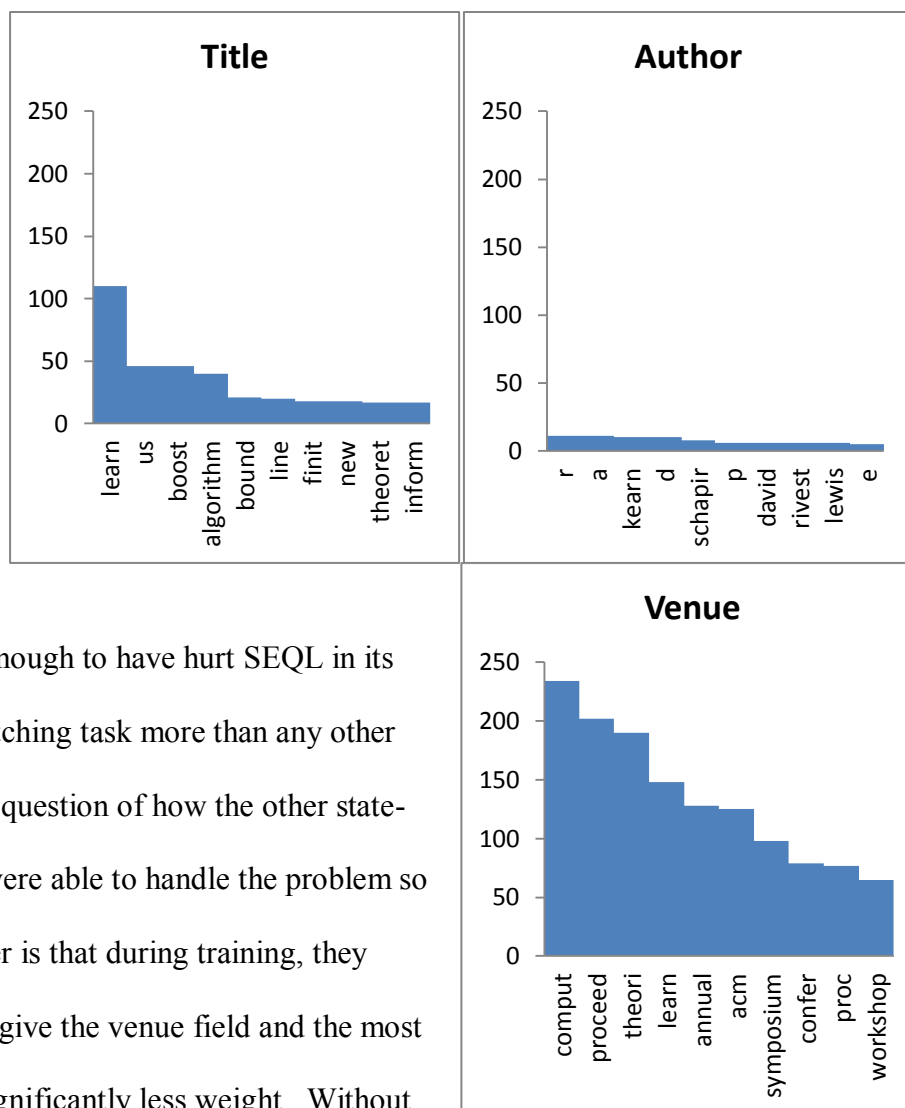 Title
250
200
150
100
50
0
learn
us
boost
algorithm
bound
line
finit
new
theoret
inform
Author
250
200
150
100
50
0
r
a
kearn
d
schapir
p
david
rivest
lewis
e
nough to have hurt SEQL in its
tching task more than any other
question of how the other state-
were able to handle the problem so
er is that during training, they
give the venue field and the most
gnificantly less weight. Without
Venue
250
200
150
100
50
0
comput
proceed
theori
learn
annual
acm
symposium
confer
proc
workshop